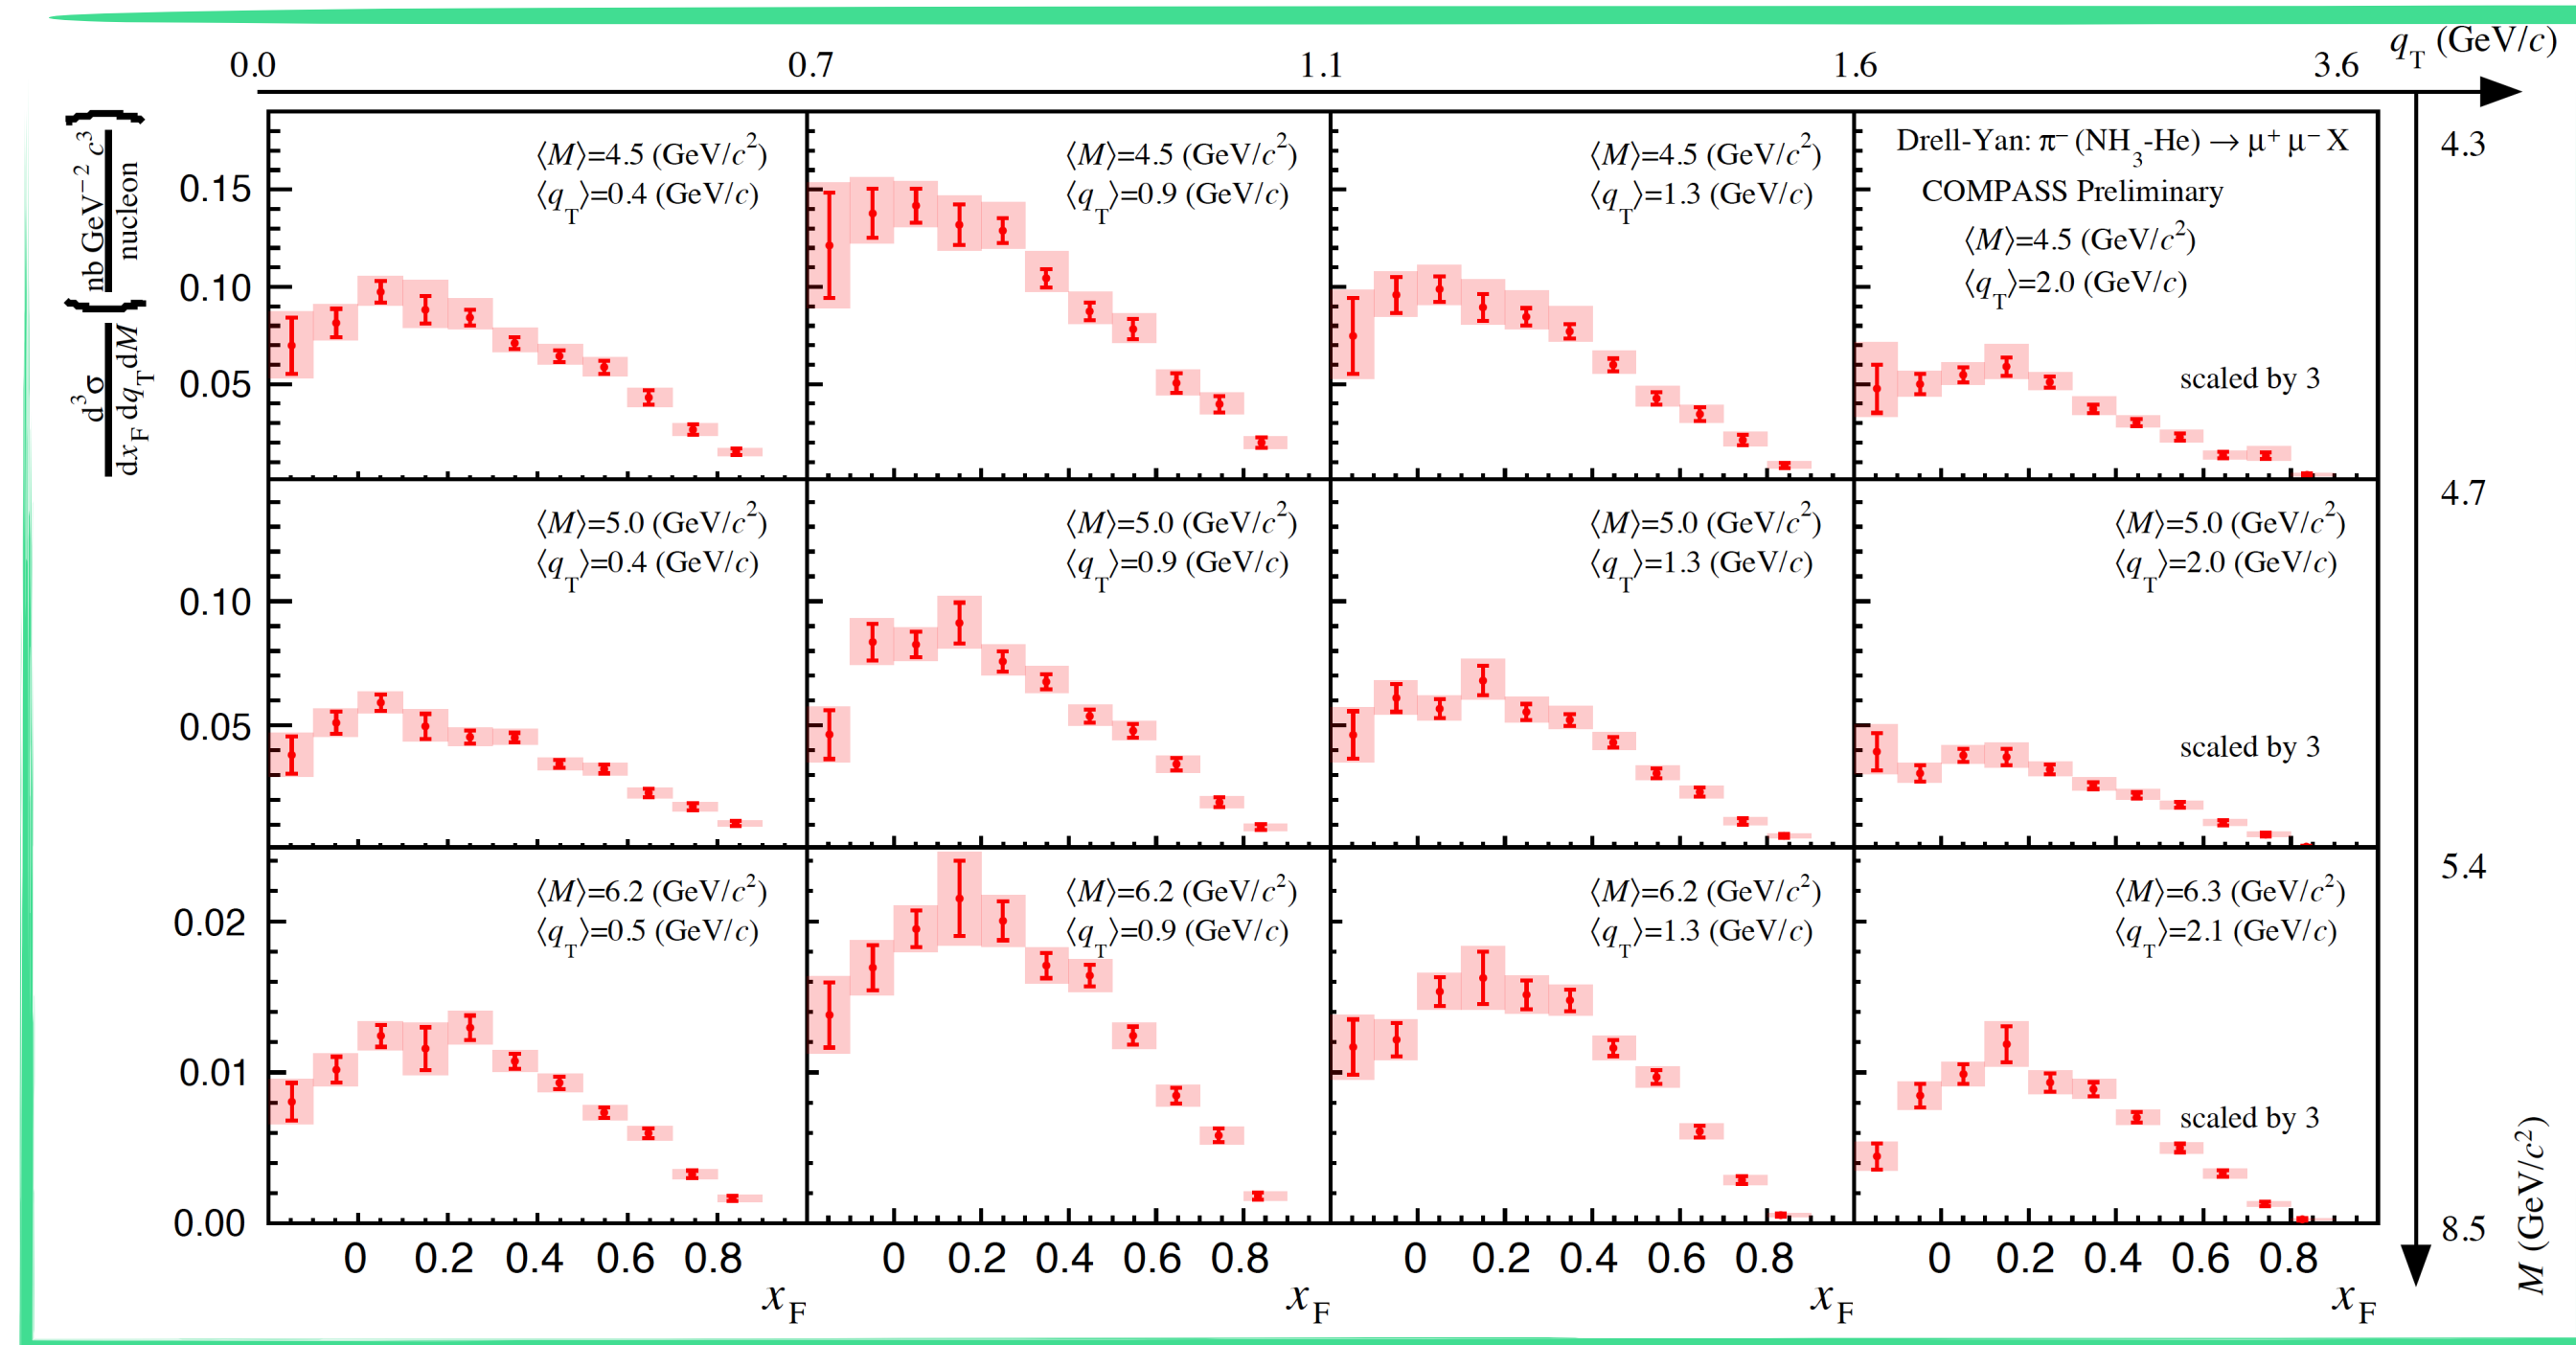 0.0 0.7 1.1 1.6 3.6 q_T (GeV/c)
d³σ / dx_F dq_T dM { nb GeV⁻² c³ / nucleon }
⟨M⟩=4.5 (GeV/c²)
⟨q_T⟩=0.4 (GeV/c)
⟨M⟩=4.5 (GeV/c²)
⟨q_T⟩=0.9 (GeV/c)
⟨M⟩=4.5 (GeV/c²)
⟨q_T⟩=1.3 (GeV/c)
Drell-Yan: π⁻ (NH₃-He) → μ⁺ μ⁻ X
COMPASS Preliminary
⟨M⟩=4.5 (GeV/c²)
⟨q_T⟩=2.0 (GeV/c)
scaled by 3
4.3
0.15
0.10
0.05
4.7
⟨M⟩=5.0 (GeV/c²)
⟨q_T⟩=0.4 (GeV/c)
⟨M⟩=5.0 (GeV/c²)
⟨q_T⟩=0.9 (GeV/c)
⟨M⟩=5.0 (GeV/c²)
⟨q_T⟩=1.3 (GeV/c)
⟨M⟩=5.0 (GeV/c²)
⟨q_T⟩=2.0 (GeV/c)
scaled by 3
0.10
0.05
5.4
⟨M⟩=6.2 (GeV/c²)
⟨q_T⟩=0.5 (GeV/c)
⟨M⟩=6.2 (GeV/c²)
⟨q_T⟩=0.9 (GeV/c)
⟨M⟩=6.2 (GeV/c²)
⟨q_T⟩=1.3 (GeV/c)
⟨M⟩=6.3 (GeV/c²)
⟨q_T⟩=2.1 (GeV/c)
scaled by 3
0.02
0.01
0.00
8.5
M (GeV/c²)
0 0.2 0.4 0.6 0.8 0 0.2 0.4 0.6 0.8 0 0.2 0.4 0.6 0.8 0 0.2 0.4 0.6 0.8
x_F x_F x_F x_F